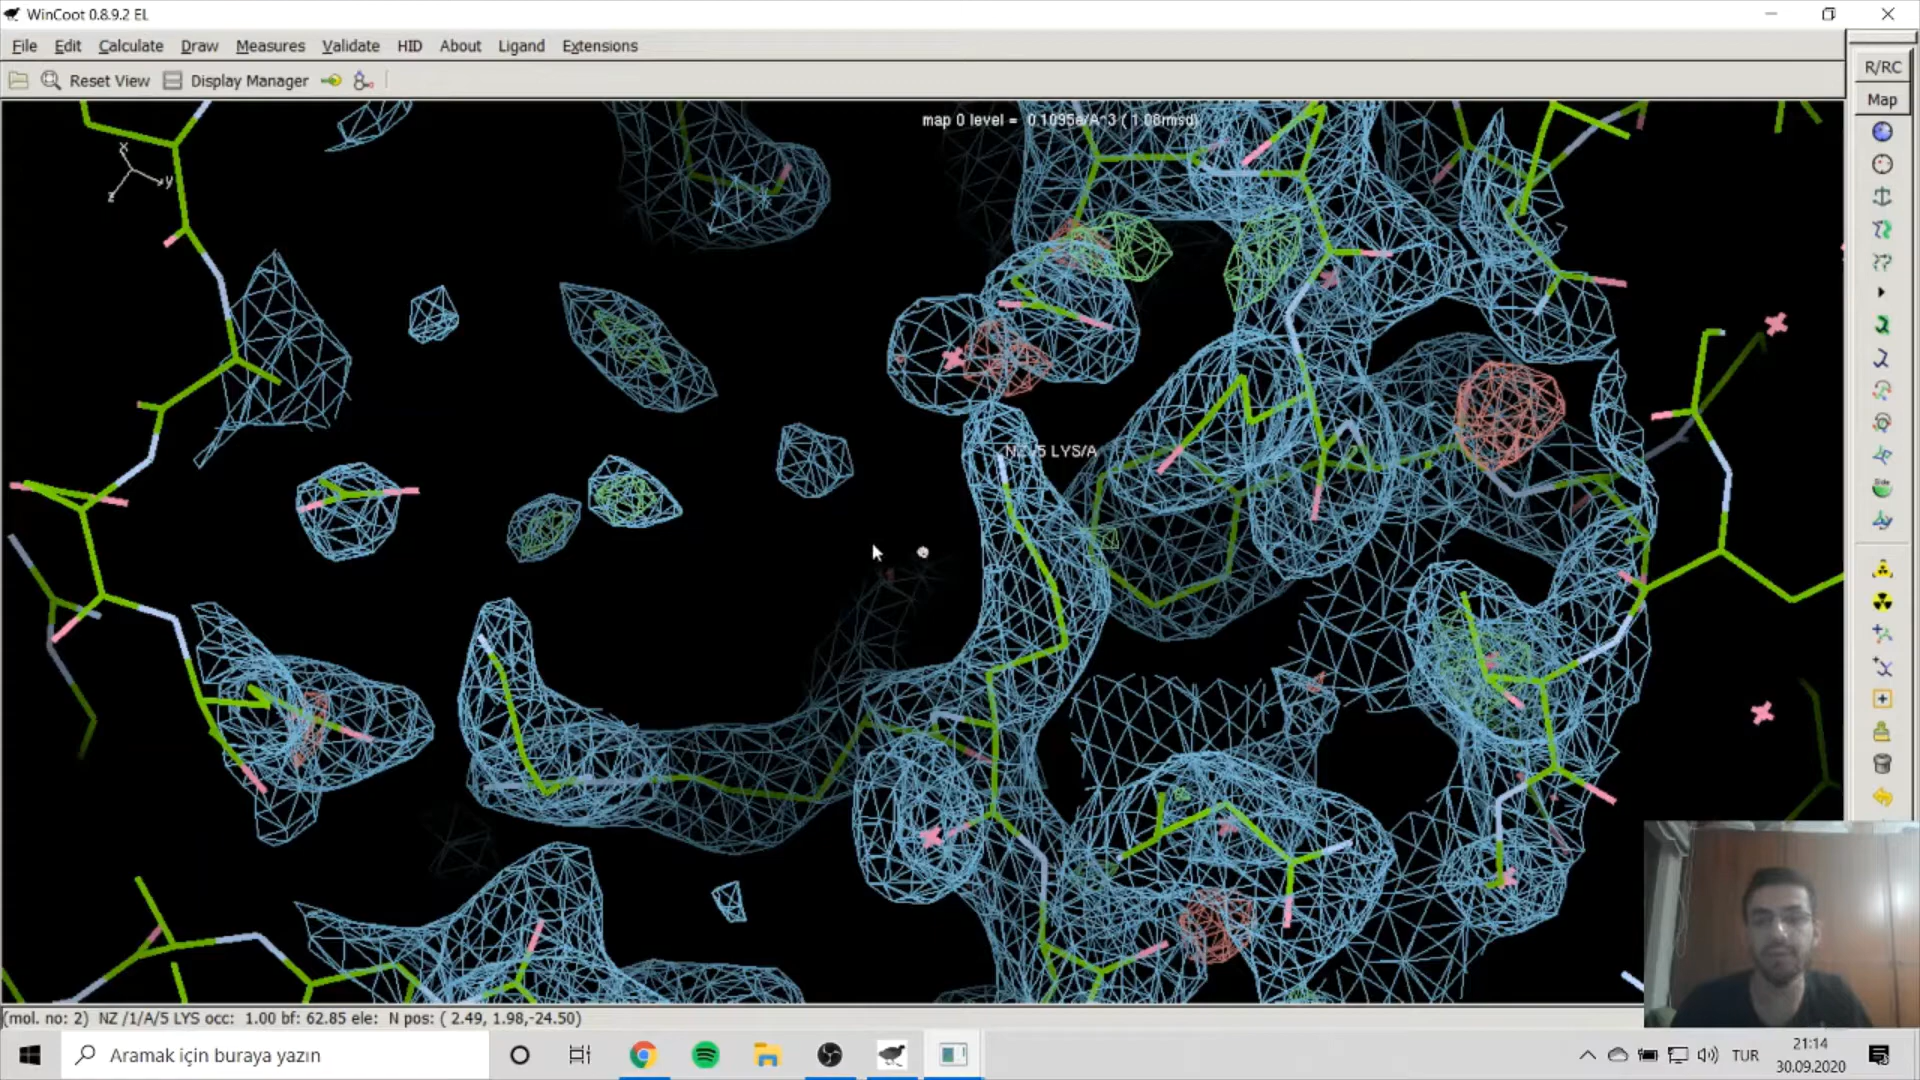 WinCoot 0.8.9.2 EL
File Edit Calculate Draw Measures Validate HID About Ligand Extensions
Reset View Display Manager
R/RC
Map
map 0 level = 0.1095e/A^3 ( 1.08rmsd)
x
y
z
NZ /5 LYS/A
Side
(mol. no: 2) NZ /1/A/5 LYS occ: 1.00 bf: 62.85 ele: N pos: ( 2.49, 1.98,-24.50)
Aramak için buraya yazın
TUR
21:14
30.09.2020